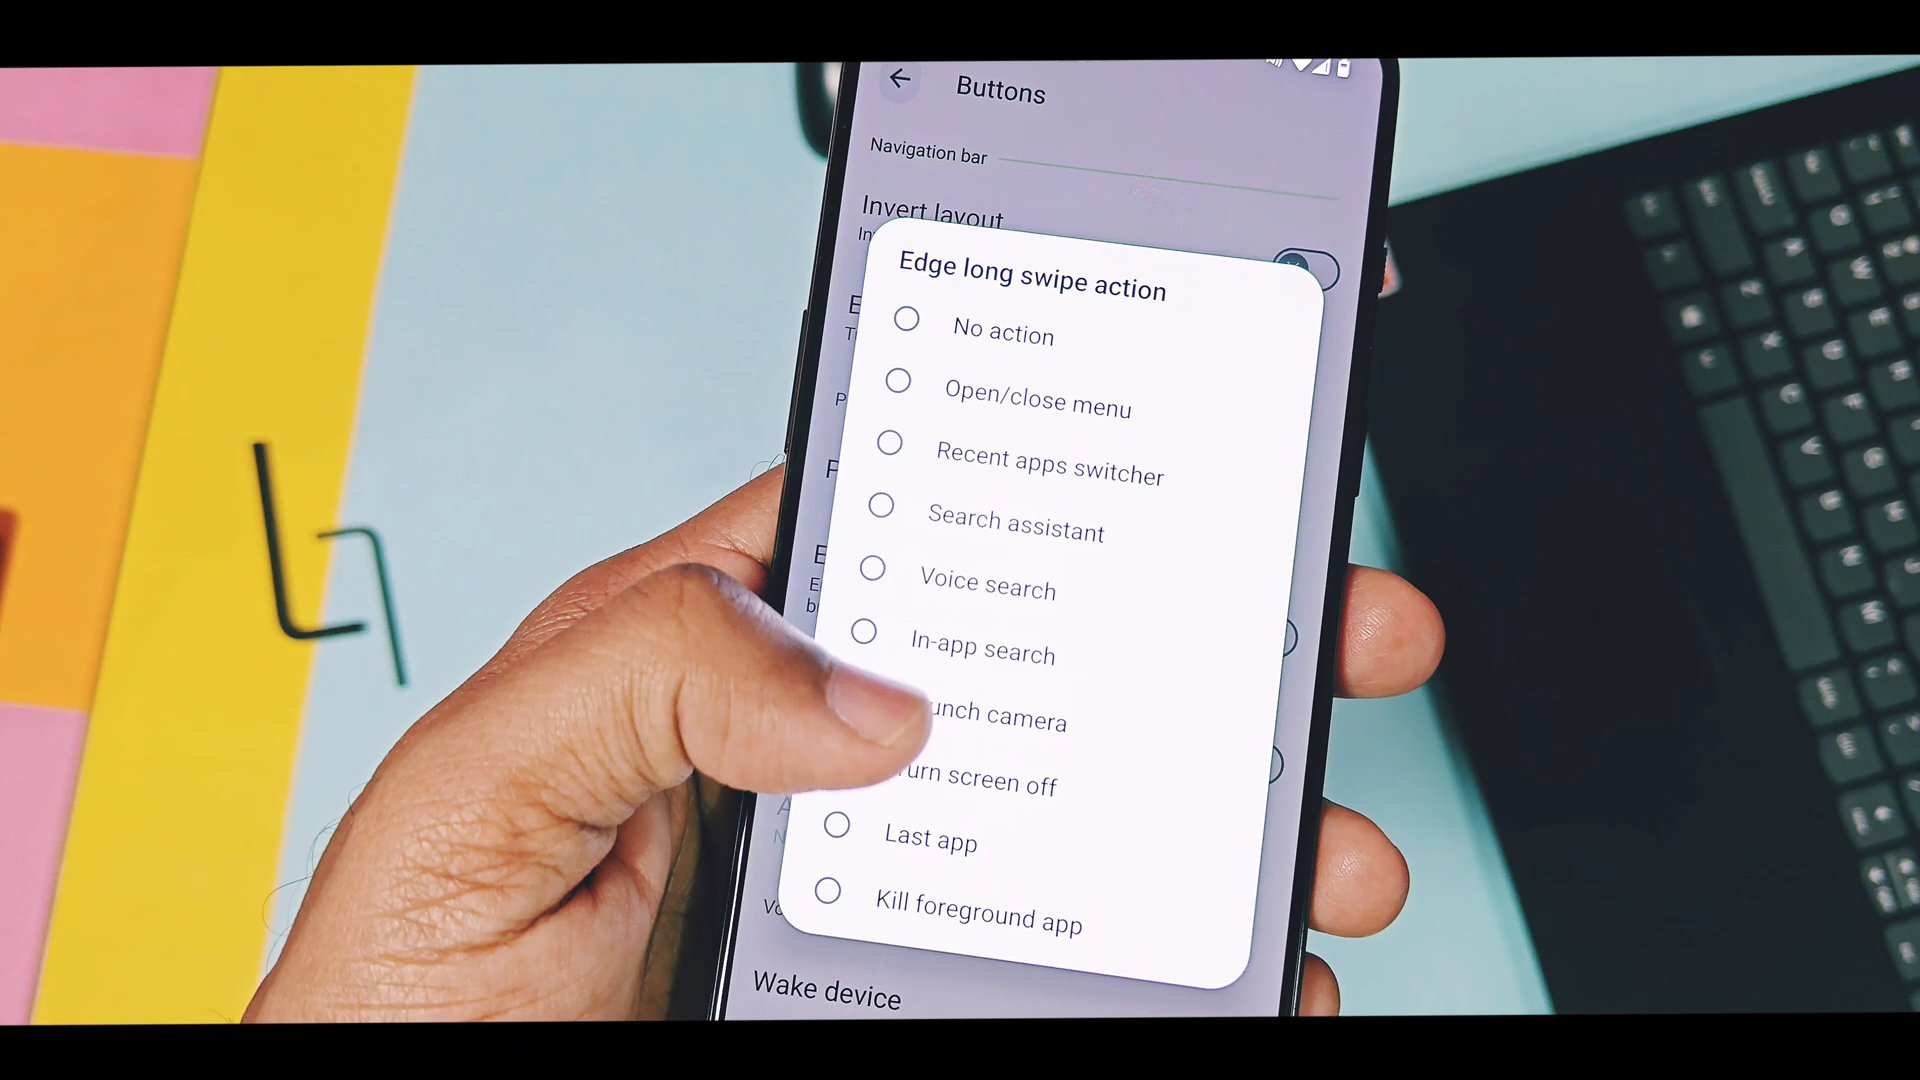 Buttons
Navigation bar
Invert layout
Edge long swipe action
No action
Open/close menu
Recent apps switcher
Search assistant
Voice search
In-app search
unch camera
urn screen off
Last app
Kill foreground app
Wake device